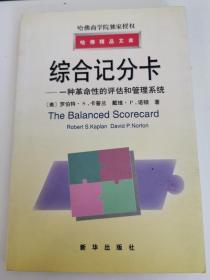 哈佛商学院独家授权
哈佛精品文库
综合记分卡
——一种革命性的评估和管理系统
〔美〕罗伯特·S·卡普兰 戴维·P·诺顿 著
The Balanced Scorecard
Robert S.Kaplan David P.Norton
新华出版社